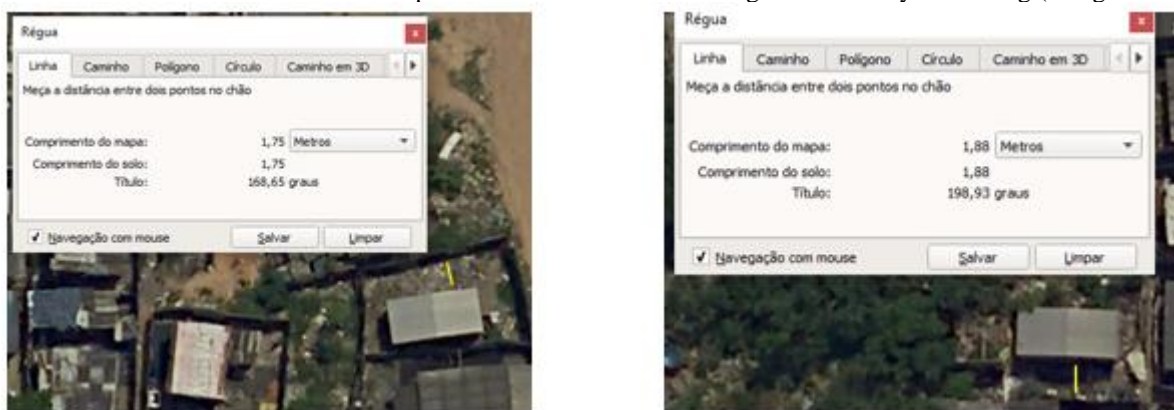 Régua
Linha Caminho Polígono Círculo Caminho em 3D
Meça a distância entre dois pontos no chão
Comprimento do mapa: 1,75 Metros
Comprimento do solo: 1,75
Título: 168,65 graus
Navegação com mouse Salvar Limpar
Régua
Linha Caminho Polígono Círculo Caminho em 3D
Meça a distância entre dois pontos no chão
Comprimento do mapa: 1,88 Metros
Comprimento do solo: 1,88
Título: 198,93 graus
Navegação com mouse Salvar Limpar